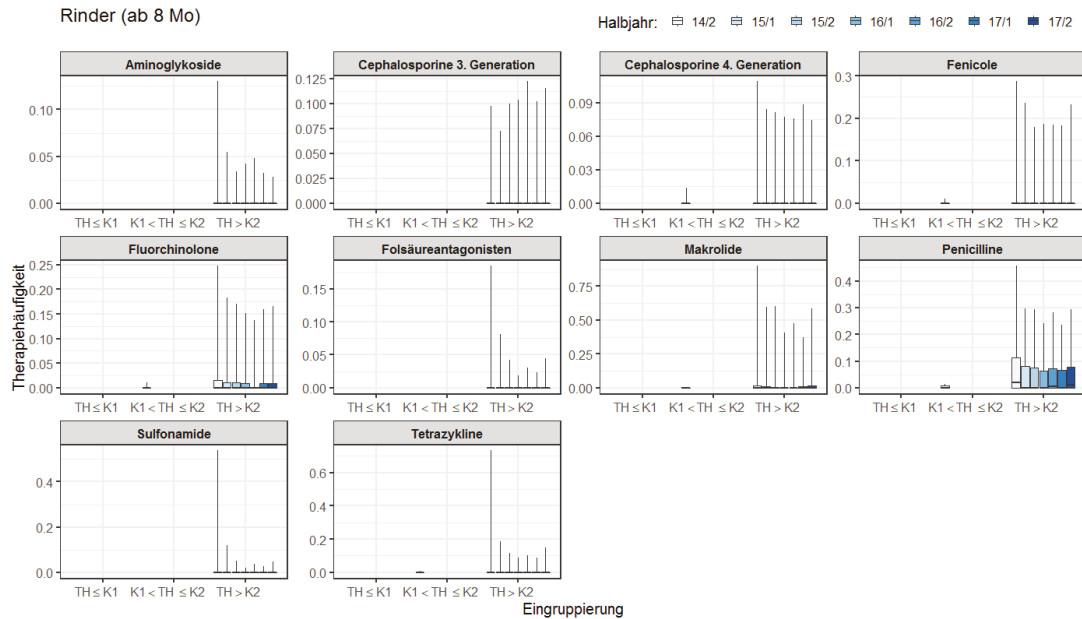 Rinder (ab 8 Mo)
Halbjahr: 14/2 15/1 15/2 16/1 16/2 17/1 17/2
Aminoglykoside
0.10
0.05
0.00
TH ≤ K1 K1 < TH ≤ K2 TH > K2
Cephalosporine 3. Generation
0.125
0.100
0.075
0.050
0.025
0.000
TH ≤ K1 K1 < TH ≤ K2 TH > K2
Cephalosporine 4. Generation
0.09
0.06
0.03
0.00
TH ≤ K1 K1 < TH ≤ K2 TH > K2
Fenicole
0.3
0.2
0.1
0.0
TH ≤ K1 K1 < TH ≤ K2 TH > K2
Therapiehäufigkeit
Fluorchinolone
0.25
0.20
0.15
0.10
0.05
0.00
TH ≤ K1 K1 < TH ≤ K2 TH > K2
Folsäureantagonisten
0.15
0.10
0.05
0.00
TH ≤ K1 K1 < TH ≤ K2 TH > K2
Makrolide
0.75
0.50
0.25
0.00
TH ≤ K1 K1 < TH ≤ K2 TH > K2
Penicilline
0.4
0.3
0.2
0.1
0.0
TH ≤ K1 K1 < TH ≤ K2 TH > K2
Sulfonamide
0.4
0.2
0.0
TH ≤ K1 K1 < TH ≤ K2 TH > K2
Tetrazykline
0.6
0.4
0.2
0.0
TH ≤ K1 K1 < TH ≤ K2 TH > K2
Eingruppierung